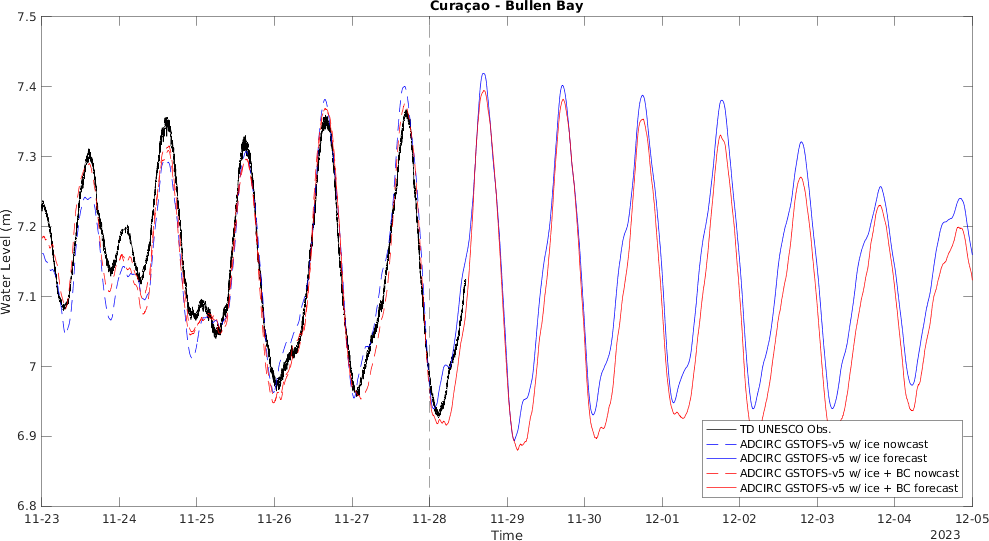 Curaçao - Bullen Bay
7.5
7.4
7.3
7.2
7.1
7
6.9
6.8
Water Level (m)
TD UNESCO Obs.
ADCIRC GSTOFS-v5 w/ ice nowcast
ADCIRC GSTOFS-v5 w/ ice forecast
ADCIRC GSTOFS-v5 w/ ice + BC nowcast
ADCIRC GSTOFS-v5 w/ ice + BC forecast
11-23 11-24 11-25 11-26 11-27 11-28 11-29 11-30 12-01 12-02 12-03 12-04 12-05
Time
2023